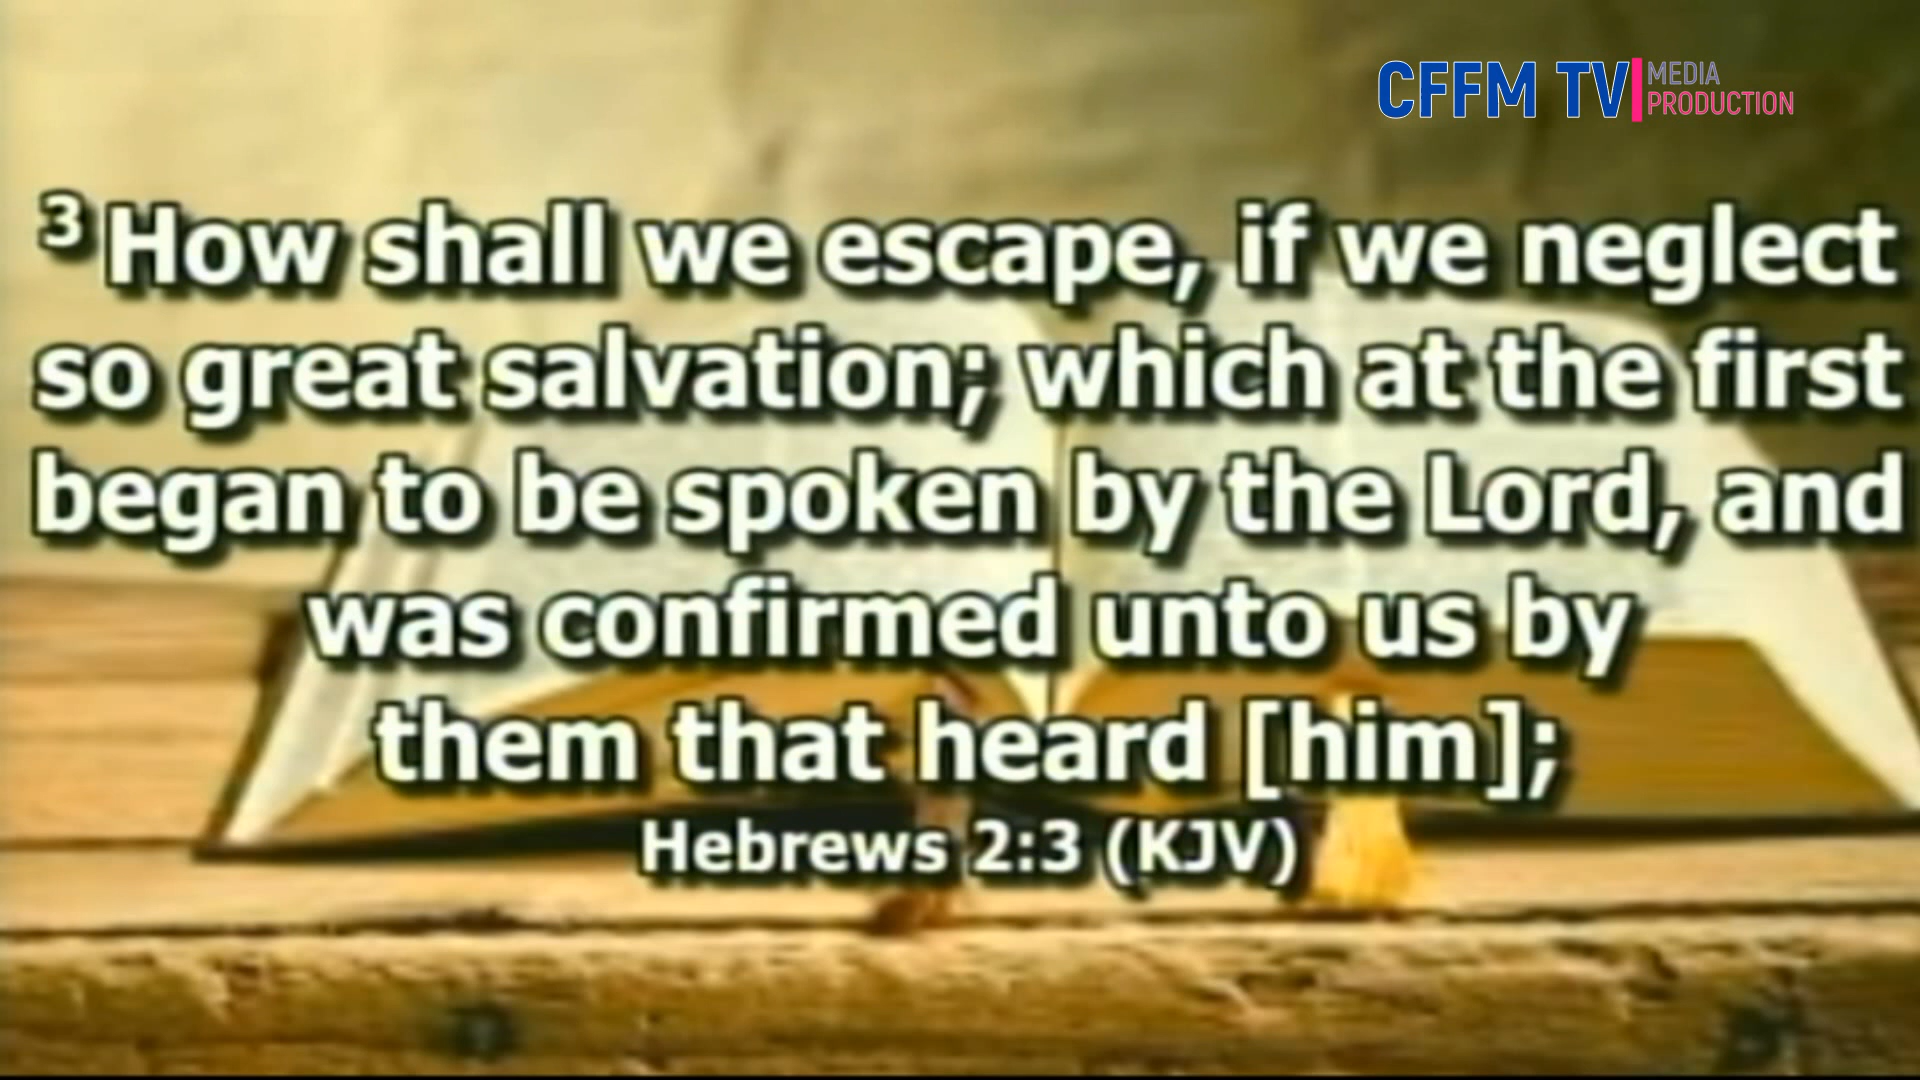 CFFM TV MEDIA
PRODUCTION
3 How shall we escape, if we neglect
so great salvation; which at the first
began to be spoken by the Lord, and
was confirmed unto us by
them that heard [him];
Hebrews 2:3 (KJV)